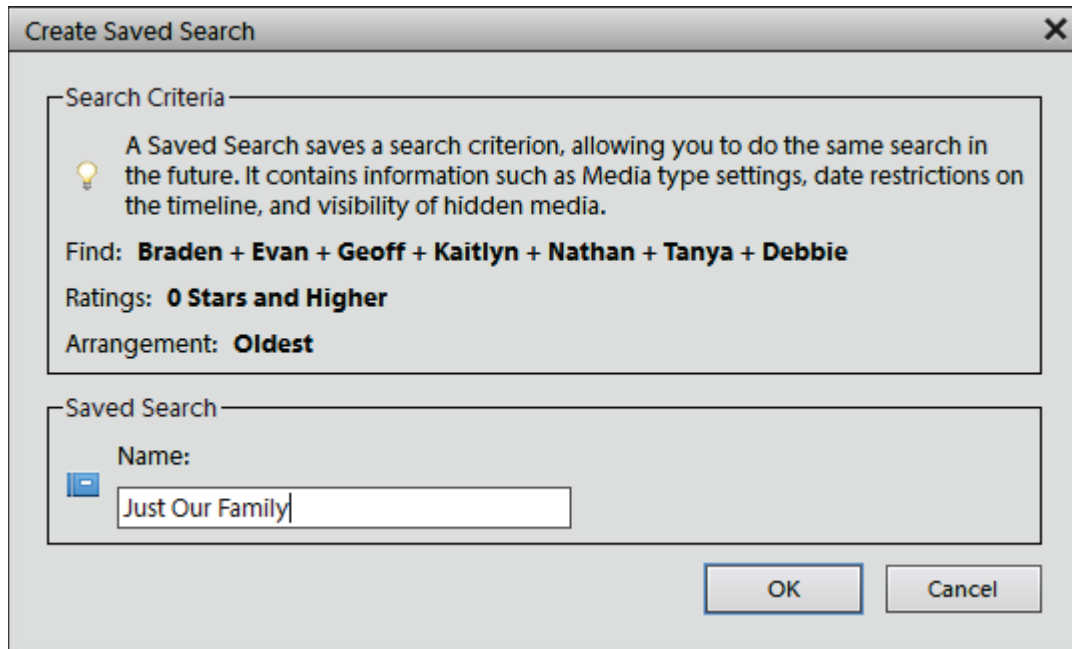 Create Saved Search
Search Criteria
A Saved Search saves a search criterion, allowing you to do the same search in
the future. It contains information such as Media type settings, date restrictions on
the timeline, and visibility of hidden media.
Find: Braden + Evan + Geoff + Kaitlyn + Nathan + Tanya + Debbie
Ratings: 0 Stars and Higher
Arrangement: Oldest
Saved Search
Name:
Just Our Family
OK Cancel